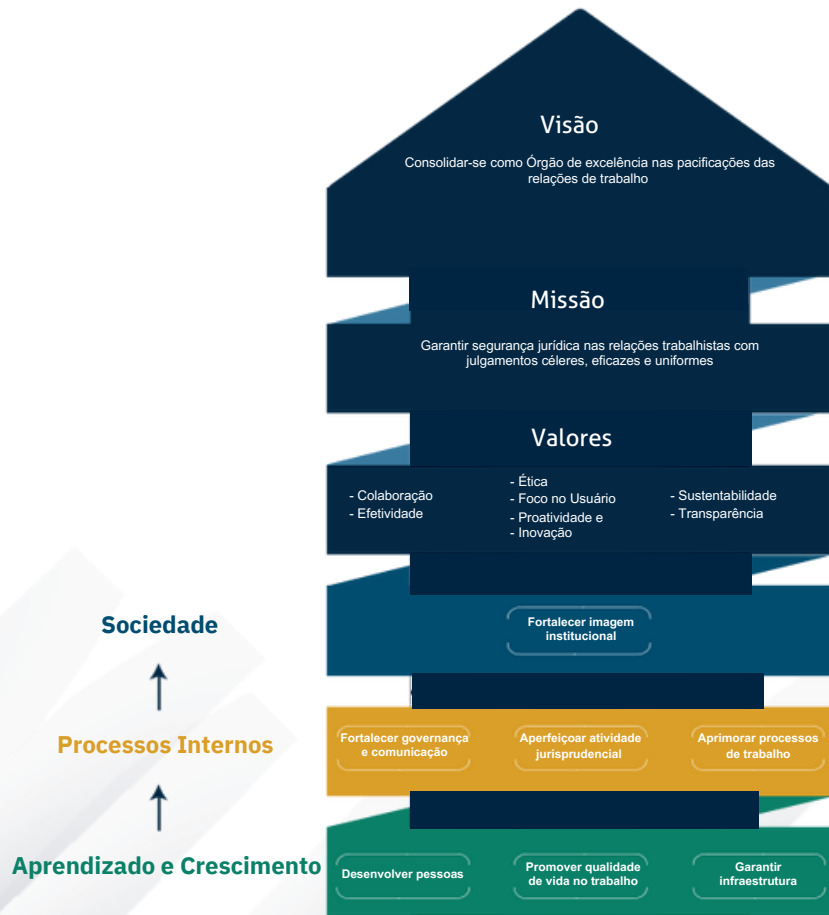 Visão
Consolidar-se como Órgão de excelência nas pacificações das
relações de trabalho
Missão
Garantir segurança jurídica nas relações trabalhistas com
julgamentos céleres, eficazes e uniformes
Valores
- Colaboração
- Efetividade
- Ética
- Foco no Usuário
- Proatividade e
- Inovação
- Sustentabilidade
- Transparência
Sociedade
Fortalecer imagem
institucional
Processos Internos
Fortalecer governança
e comunicação
Aperfeiçoar atividade
jurisprudencial
Aprimorar processos
de trabalho
Aprendizado e Crescimento
Desenvolver pessoas
Promover qualidade
de vida no trabalho
Garantir
infraestrutura